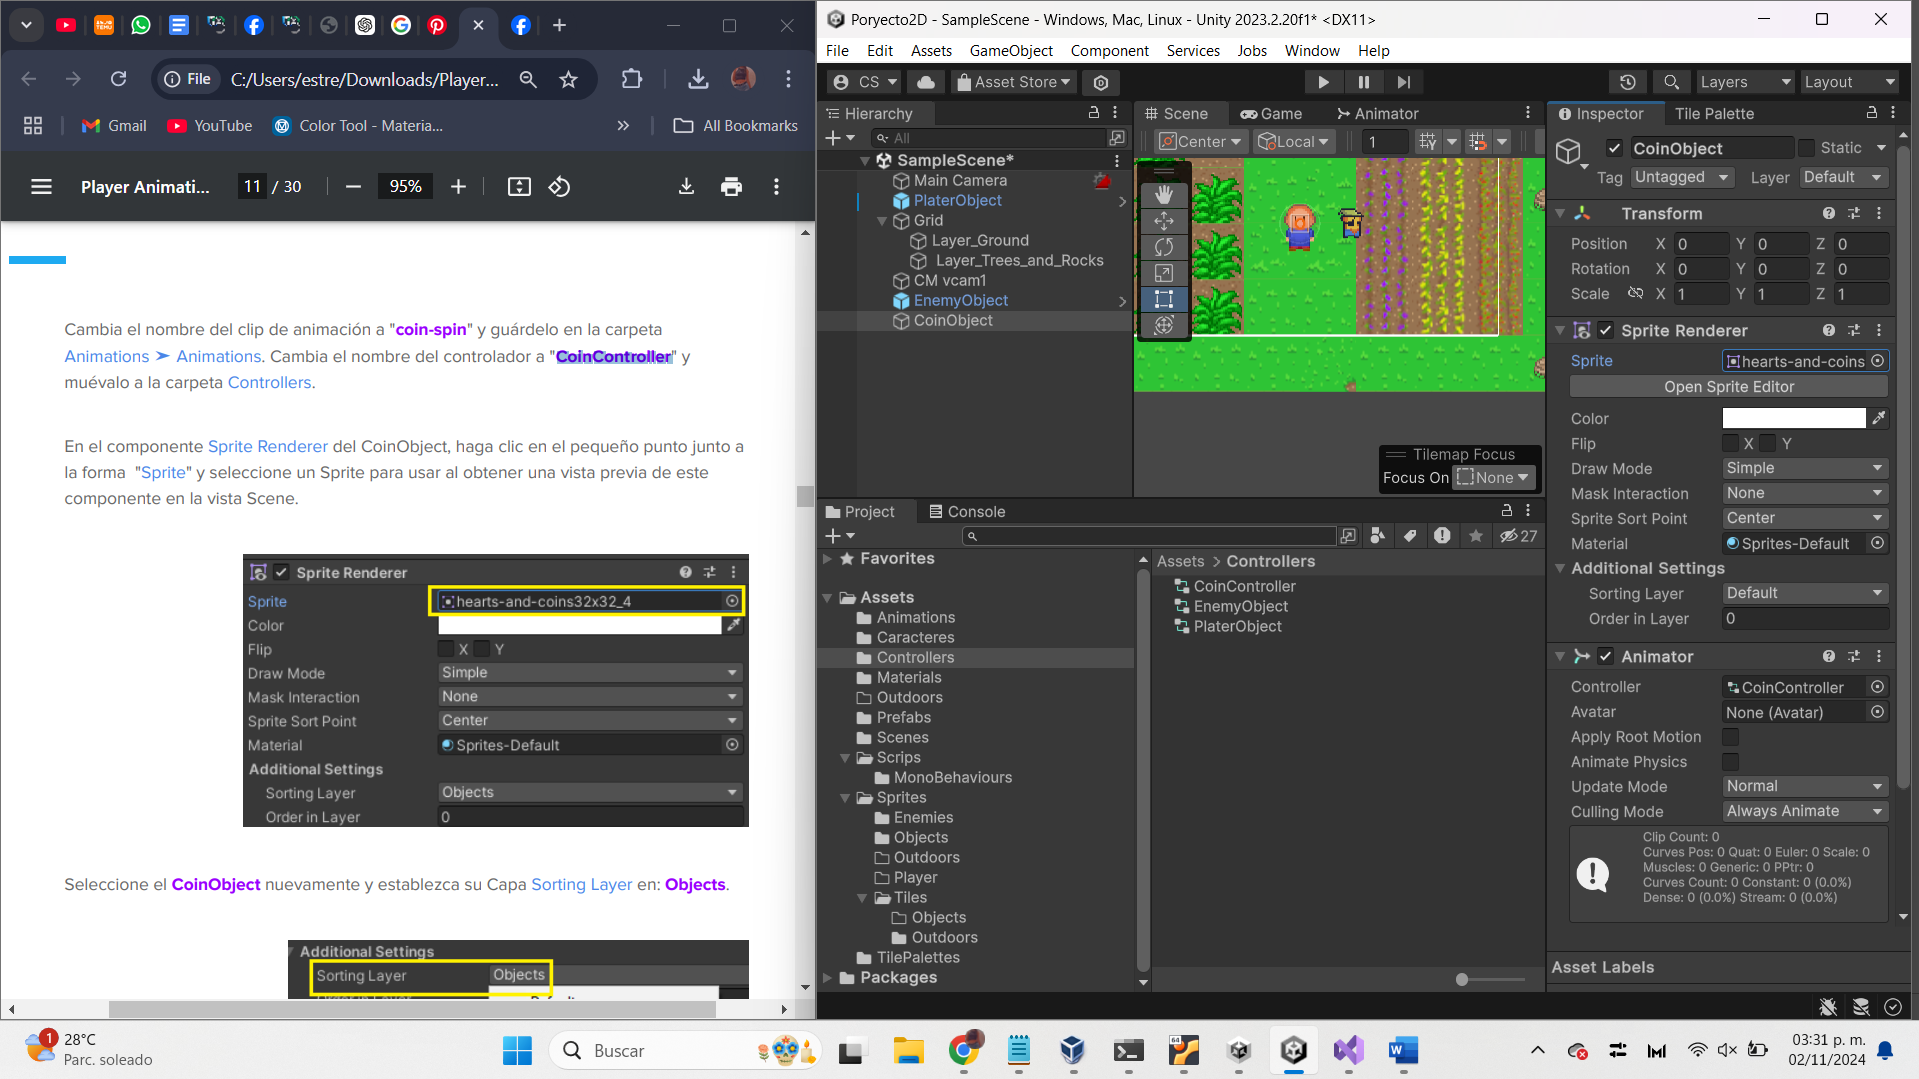 File
C:/Users/estre/Downloads/Player...
Gmail
YouTube
Color Tool - Materia...
All Bookmarks
Player Animati...
11 / 30
95%
Cambia el nombre del clip de animación a "coin-spin" y guárdelo en la carpeta
Animations ➤ Animations. Cambia el nombre del controlador a "CoinController" y
muévalo a la carpeta Controllers.
En el componente Sprite Renderer del CoinObject, haga clic en el pequeño punto junto a
la forma "Sprite" y seleccione un Sprite para usar al obtener una vista previa de este
componente en la vista Scene.
Sprite Renderer
Sprite hearts-and-coins32x32_4
Color
Flip X Y
Draw Mode Simple
Mask Interaction None
Sprite Sort Point Center
Material Sprites-Default
Additional Settings
Sorting Layer Objects
Order in Layer 0
Seleccione el CoinObject nuevamente y establezca su Capa Sorting Layer en: Objects.
Additional Settings
Sorting Layer Objects
Poryecto2D - SampleScene - Windows, Mac, Linux - Unity 2023.2.20f1* <DX11>
File Edit Assets GameObject Component Services Jobs Window Help
CS
Asset Store
Layers
Layout
Hierarchy
All
SampleScene*
Main Camera
PlaterObject
Grid
Layer_Ground
Layer_Trees_and_Rocks
CM vcam1
EnemyObject
CoinObject
Scene
Game
Animator
Center
Local
1
Tilemap Focus
Focus On None
Project
Console
27
Favorites
Assets
Animations
Caracteres
Controllers
Materials
Outdoors
Prefabs
Scenes
Scrips
MonoBehaviours
Sprites
Enemies
Objects
Outdoors
Player
Tiles
Objects
Outdoors
TilePalettes
Packages
Assets > Controllers
CoinController
EnemyObject
PlaterObject
Inspector
Tile Palette
CoinObject
Static
Tag Untagged Layer Default
Transform
Position X 0 Y 0 Z 0
Rotation X 0 Y 0 Z 0
Scale X 1 Y 1 Z 1
Sprite Renderer
Sprite hearts-and-coins
Open Sprite Editor
Color
Flip X Y
Draw Mode Simple
Mask Interaction None
Sprite Sort Point Center
Material Sprites-Default
Additional Settings
Sorting Layer Default
Order in Layer 0
Animator
Controller CoinController
Avatar None (Avatar)
Apply Root Motion
Animate Physics
Update Mode Normal
Culling Mode Always Animate
Clip Count: 0
Curves Pos: 0 Quat: 0 Euler: 0 Scale: 0
Muscles: 0 Generic: 0 PPtr: 0
Curves Count: 0 Constant: 0 (0.0%)
Dense: 0 (0.0%) Stream: 0 (0.0%)
Asset Labels
1
28°C
Parc. soleado
Buscar
64
03:31 p. m.
02/11/2024